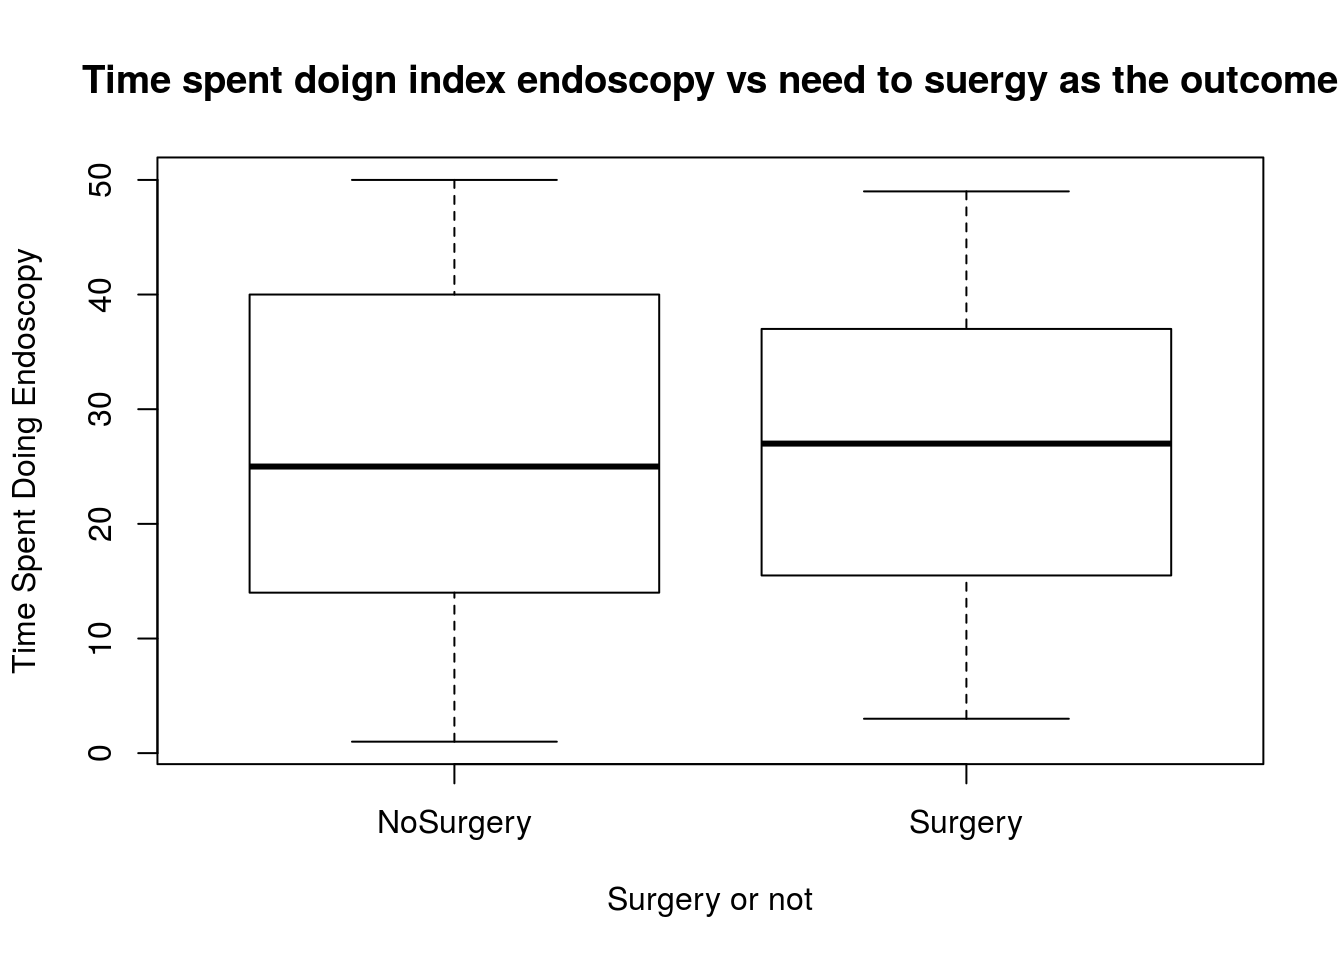 Time spent doign index endoscopy vs need to suergy as the outcome
Time Spent Doing Endoscopy
50
40
30
20
10
0
NoSurgery
Surgery
Surgery or not